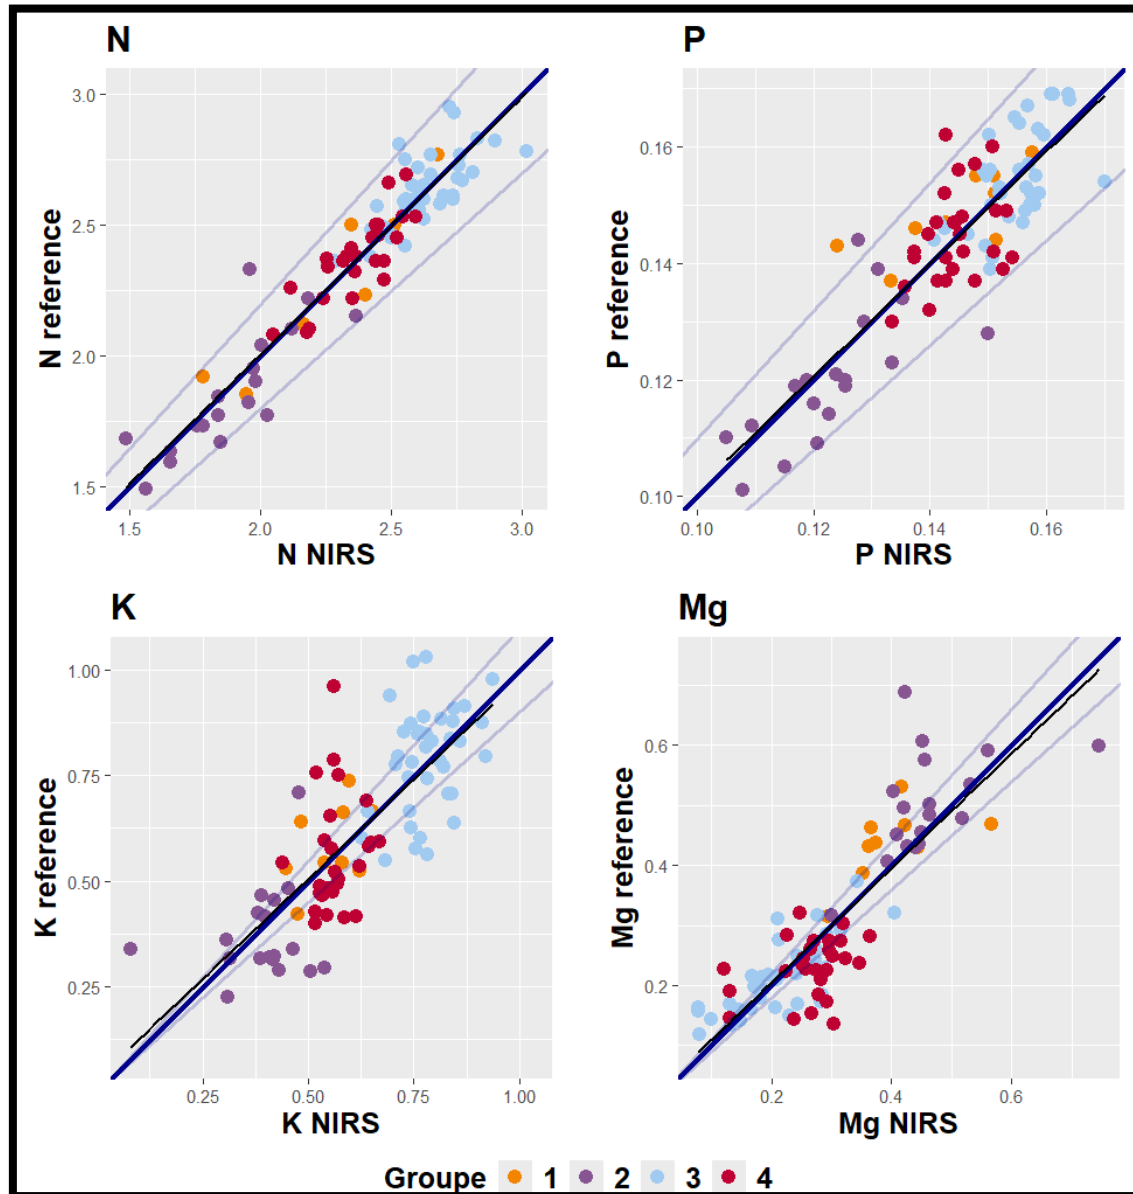 N
P
3.0
2.5
2.0
1.5
N reference
1.5 2.0 2.5 3.0
N NIRS
0.16
0.14
0.12
0.10
P reference
0.10 0.12 0.14 0.16
P NIRS
K
Mg
1.00
0.75
0.50
0.25
K reference
0.25 0.50 0.75 1.00
K NIRS
0.6
0.4
0.2
Mg reference
0.2 0.4 0.6
Mg NIRS
Groupe 1 2 3 4